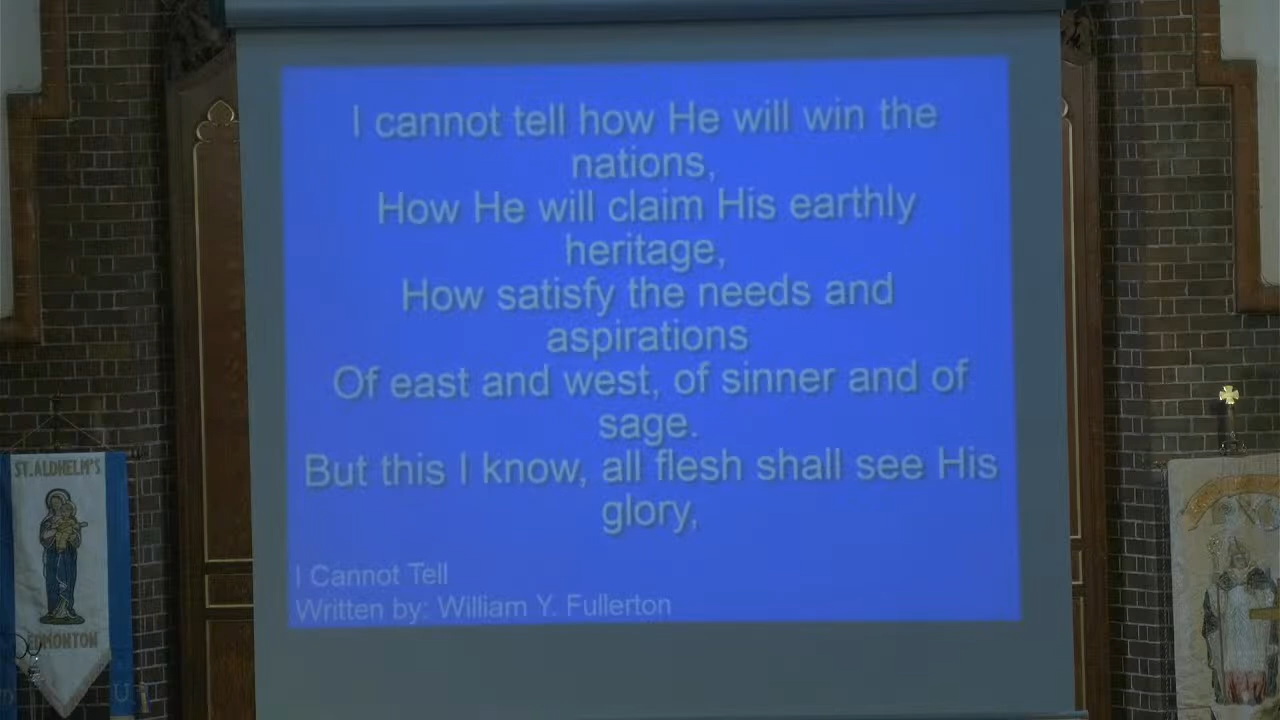 I cannot tell how He will win the
nations,
How He will claim His earthly
heritage,
How satisfy the needs and
aspirations
Of east and west, of sinner and of
sage.
But this I know, all flesh shall see His
glory,
I Cannot Tell
Written by: William Y. Fullerton
ST. ALDHELM'S
EDMONTON